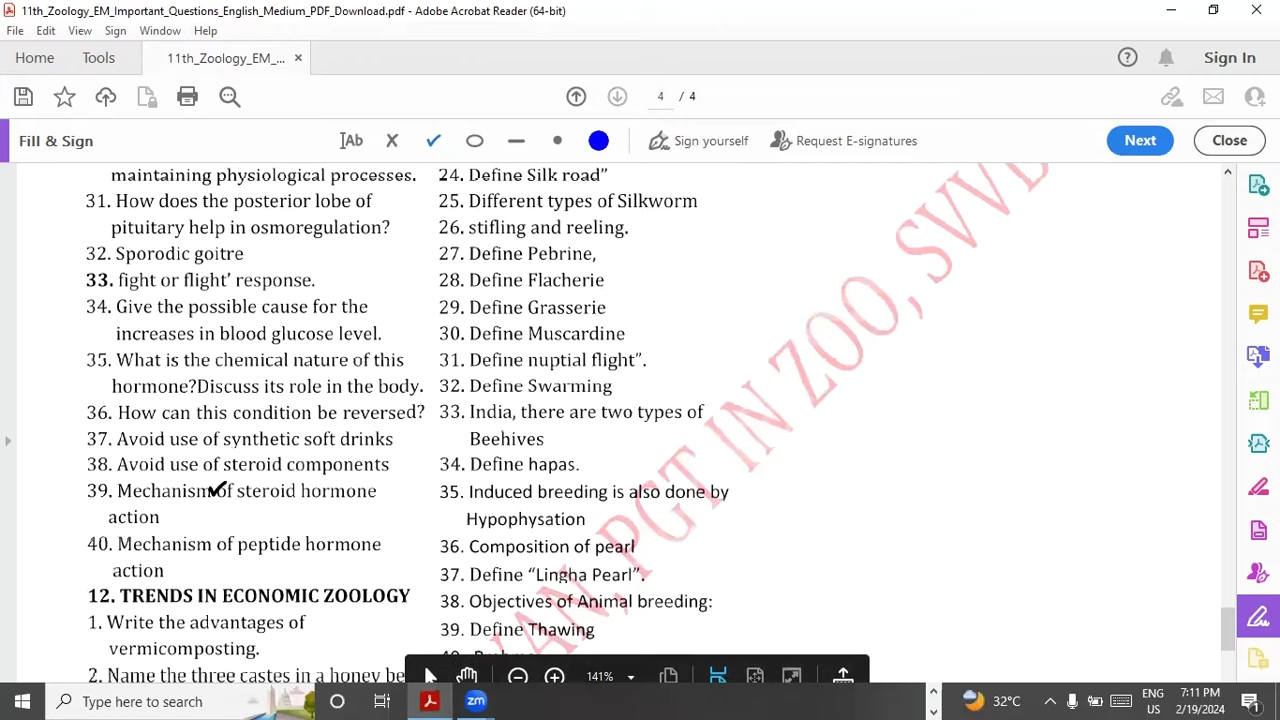 11th_Zoology_EM_Important_Questions_English_Medium_PDF_Download.pdf - Adobe Acrobat Reader (64-bit)
File Edit View Sign Window Help
Home Tools 11th_Zoology_EM_... × Sign In
4 / 4
Fill & Sign Ab Sign yourself Request E-signatures Next Close
maintaining physiological processes.
31. How does the posterior lobe of
pituitary help in osmoregulation?
32. Sporodic goitre
33. fight or flight’ response.
34. Give the possible cause for the
increases in blood glucose level.
35. What is the chemical nature of this
hormone?Discuss its role in the body.
36. How can this condition be reversed?
37. Avoid use of synthetic soft drinks
38. Avoid use of steroid components
39. Mechanism of steroid hormone
action
40. Mechanism of peptide hormone
action
12. TRENDS IN ECONOMIC ZOOLOGY
1. Write the advantages of
vermicomposting.
2. Name the three castes in a honey be
24. Define Silk road”
25. Different types of Silkworm
26. stifling and reeling.
27. Define Pebrine,
28. Define Flacherie
29. Define Grasserie
30. Define Muscardine
31. Define nuptial flight”.
32. Define Swarming
33. India, there are two types of
Beehives
34. Define hapas.
35. Induced breeding is also done by
Hypophysation
36. Composition of pearl
37. Define “Lingha Pearl”.
38. Objectives of Animal breeding:
39. Define Thawing
PGT IN ZOO, SVVB
141%
Type here to search
zm
32°C
ENG
US
7:11 PM
2/19/2024
1